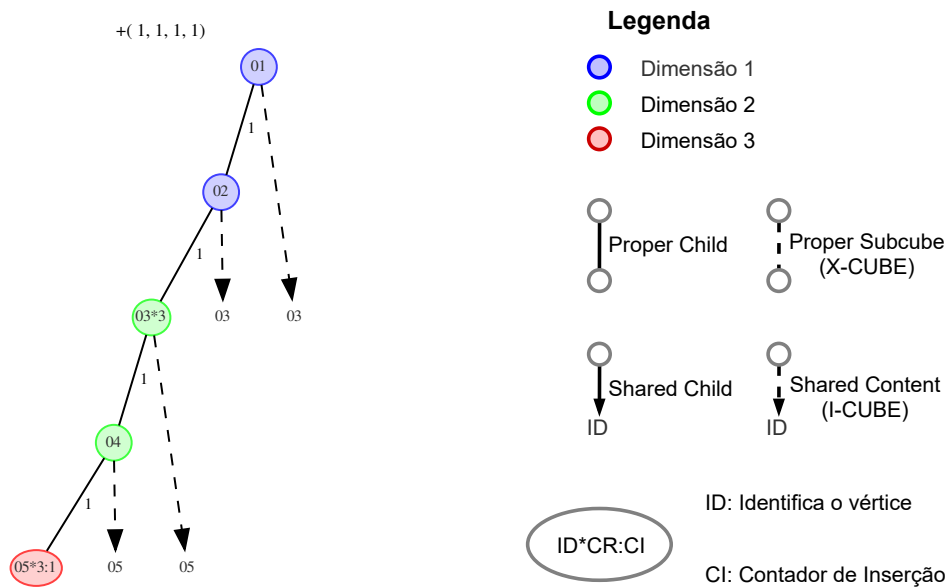 +( 1, 1, 1, 1)
01
1
02
1
03*3
03
03
1
04
1
05*3:1
05
05
Legenda
Dimensão 1
Dimensão 2
Dimensão 3
Proper Child
Proper Subcube
(X-CUBE)
Shared Child
ID
Shared Content
(I-CUBE)
ID
ID*CR:CI
ID: Identifica o vértice
CI: Contador de Inserção